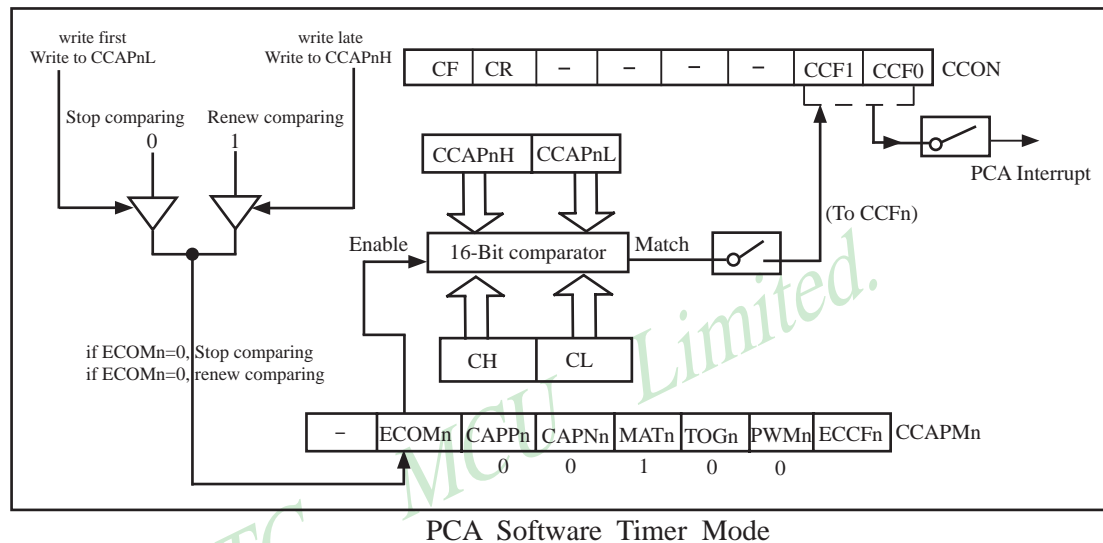 write first
Write to CCAPnL
write late
Write to CCAPnH
CF CR – – – – CCF1 CCF0 CCON
Stop comparing
0
Renew comparing
1
CCAPnH CCAPnL
PCA Interrupt
(To CCFn)
Enable
16-Bit comparator
Match
CH CL
if ECOMn=0, Stop comparing
if ECOMn=0, renew comparing
– ECOMn CAPPn CAPNn MATn TOGn PWMn ECCFn CCAPMn
0 0 1 0 0
MCU Limited.
PCA Software Timer Mode